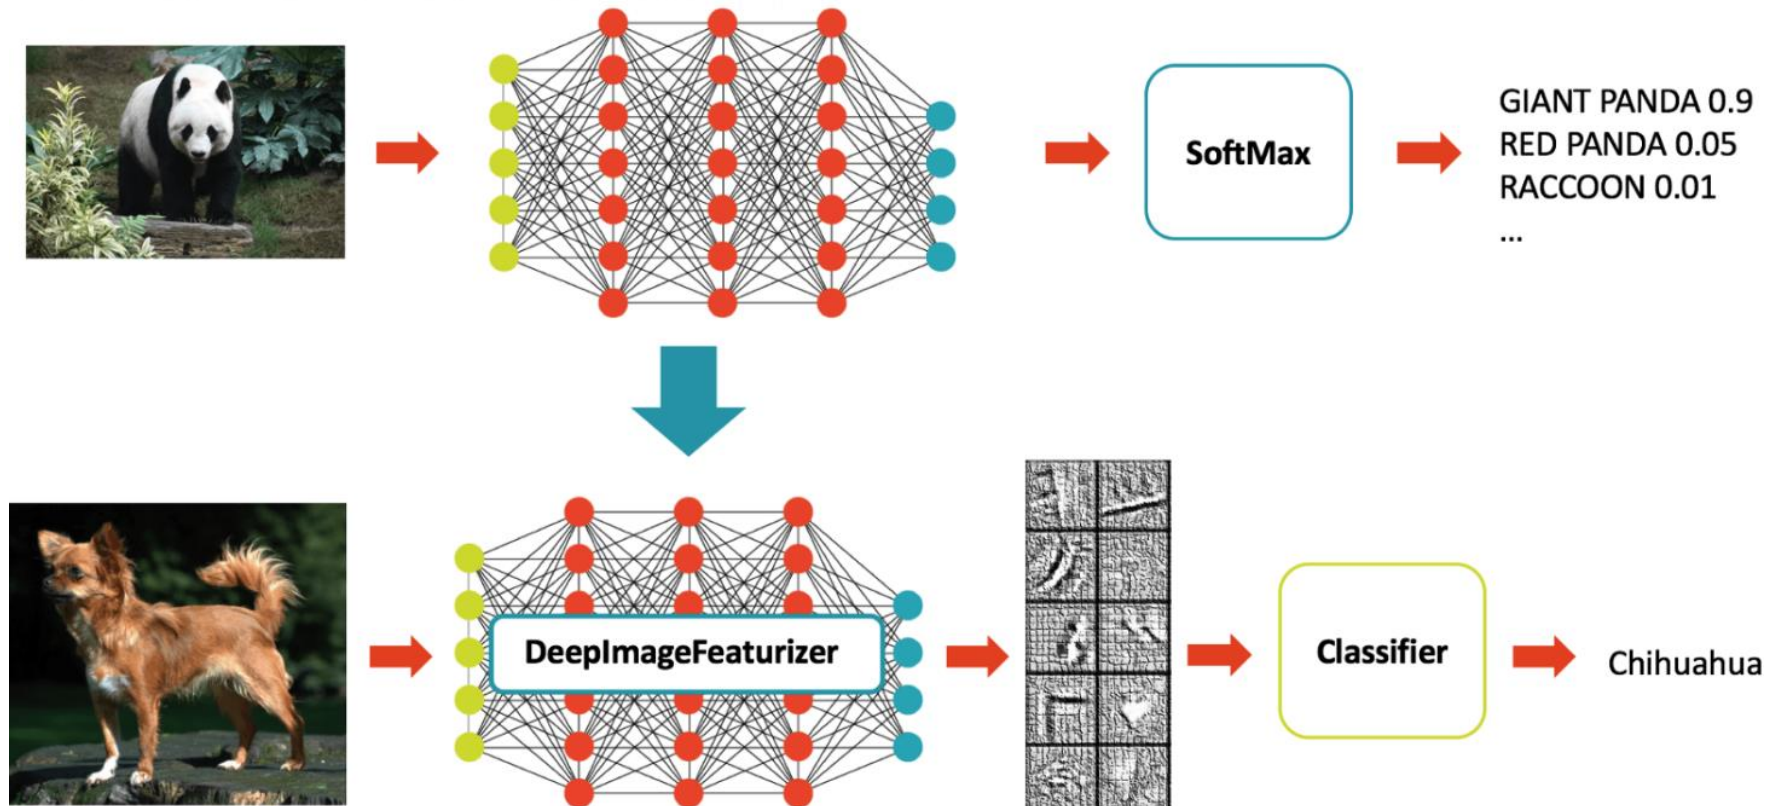 SoftMax
GIANT PANDA 0.9
RED PANDA 0.05
RACCOON 0.01
...
DeepImageFeaturizer
Classifier
Chihuahua